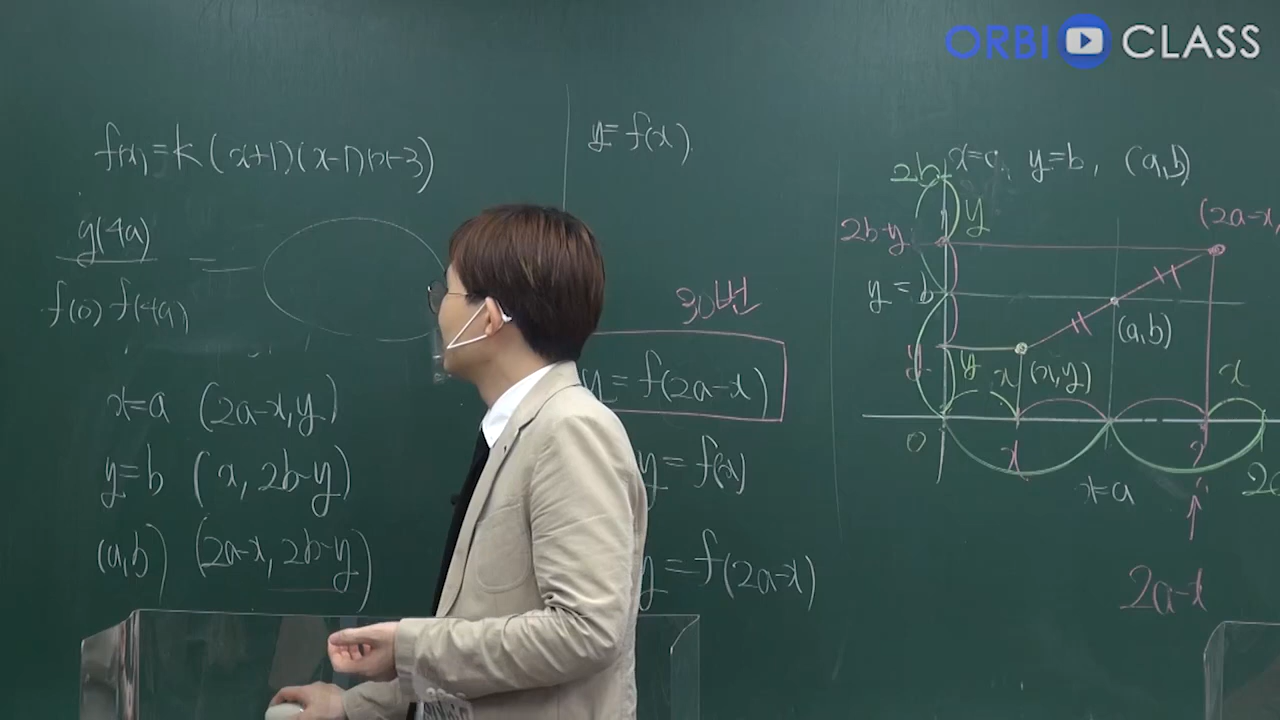 ORBI CLASS
f(x)=k(x+1)(x-1)(x-3)
g(4a) =
f(0) f(4a)
x=a (2a-x,y)
y=b (x,2b-y)
(a,b) (2a-x,2b-y)
y=f(x)
30번
y=f(2a-x)
y=f(x)
y=f(2a-x)
x=a, y=b, (a,b)
2b
y
2b-y
(2a-x,
y=b
(a,b)
y y x (x,y) x
0 x ?
x=a
2a-x